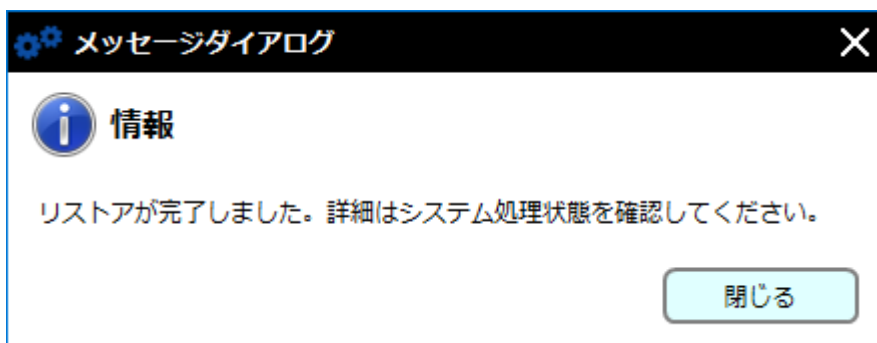 メッセージダイアログ
情報
リストアが完了しました。詳細はシステム処理状態を確認してください。
閉じる